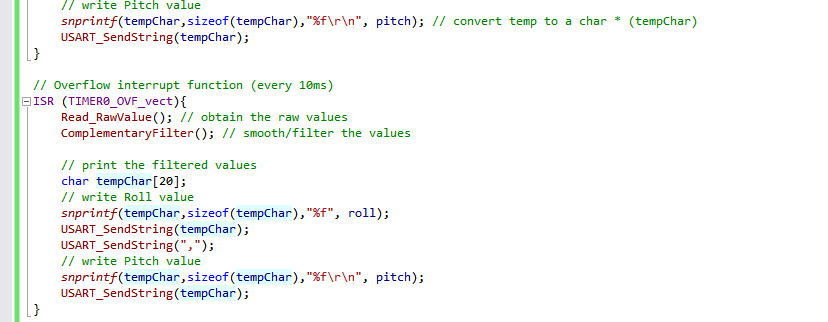 // write Pitch value
snprintf(tempChar,sizeof(tempChar),"%f\r\n", pitch); // convert temp to a char * (tempChar)
USART_SendString(tempChar);
}
// Overflow interrupt function (every 10ms)
ISR (TIMER0_OVF_vect){
Read_RawValue(); // obtain the raw values
ComplementaryFilter(); // smooth/filter the values
// print the filtered values
char tempChar[20];
// write Roll value
snprintf(tempChar,sizeof(tempChar),"%f", roll);
USART_SendString(tempChar);
USART_SendString(",");
// write Pitch value
snprintf(tempChar,sizeof(tempChar),"%f\r\n", pitch);
USART_SendString(tempChar);
}